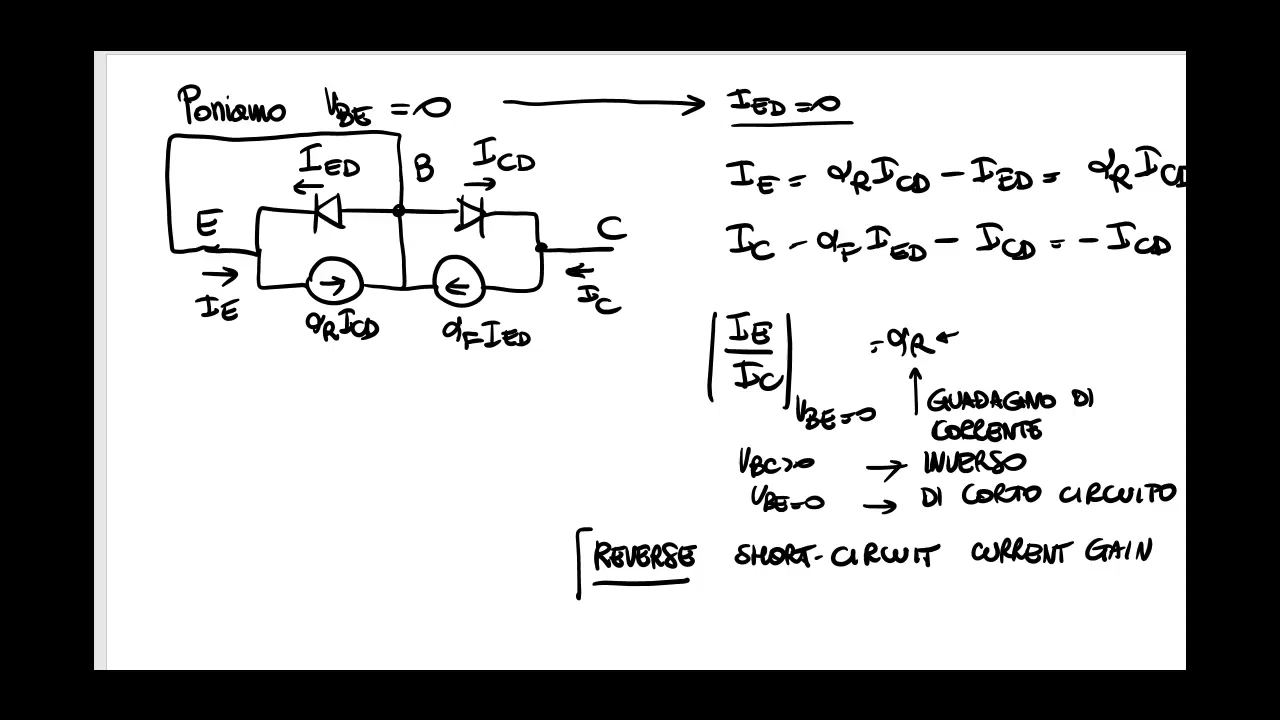 Poniamo V_BE = 0 → I_ED = 0
I_ED B I_CD
E C
I_E α_R I_CD α_F I_ED I_C
I_E = α_R I_CD - I_ED = α_R I_CD
I_C - α_F I_ED - I_CD = - I_CD
|I_E / I_C| V_BE=0 = α_R ←
↑ GUADAGNO DI
CORRENTE
V_BC>0 → INVERSO
V_BE=0 → DI CORTO CIRCUITO
REVERSE SHORT-CIRCUIT CURRENT GAIN